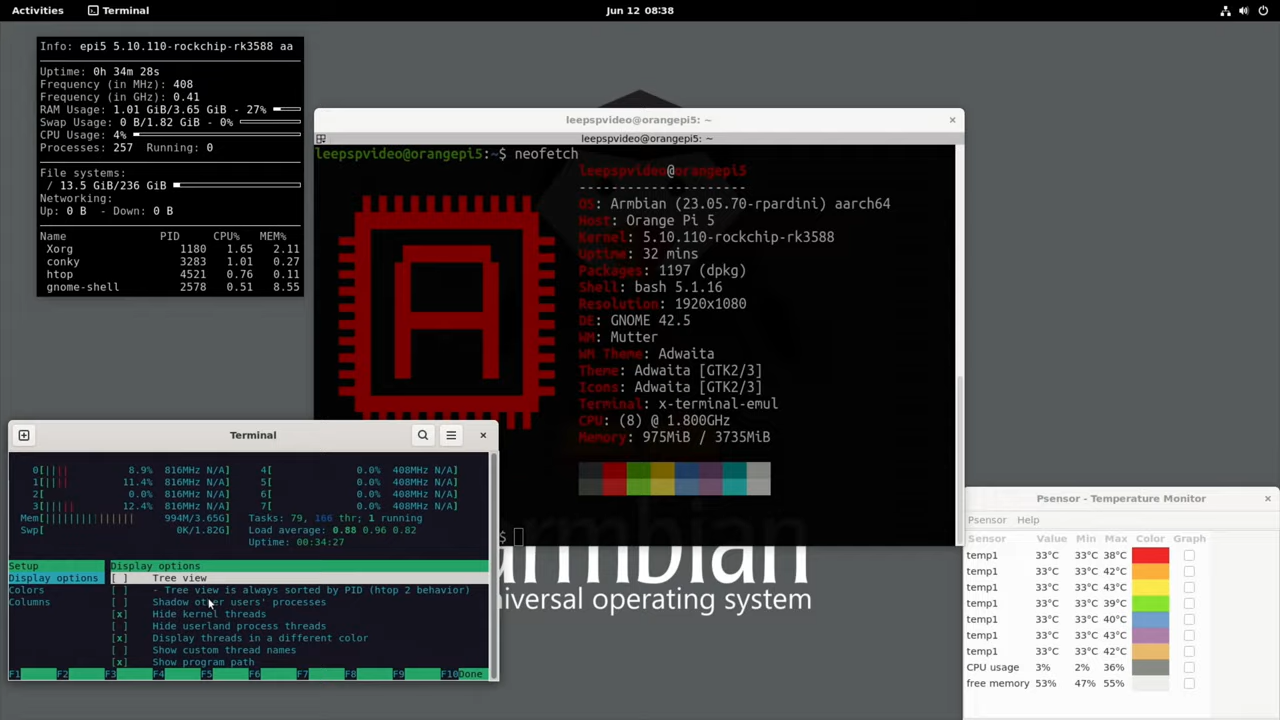 Activities Terminal Jun 12 08:38
Info: epi5 5.10.110-rockchip-rk3588 aa
Uptime: 0h 34m 28s
Frequency (in MHz): 408
Frequency (in GHz): 0.41
RAM Usage: 1.01 GiB/3.65 GiB - 27%
Swap Usage: 0 B/1.82 GiB - 0%
CPU Usage: 4%
Processes: 257 Running: 0
File systems:
/ 13.5 GiB/236 GiB
Networking:
Up: 0 B - Down: 0 B
Name PID CPU% MEM%
Xorg 1180 1.65 2.11
conky 3283 1.01 0.27
htop 4521 0.76 0.11
gnome-shell 2578 0.51 8.55
leepspvideo@orangepi5: ~
leepspvideo@orangepi5: ~
leepspvideo@orangepi5:~$ neofetch
leepspvideo@orangepi5
---------------------
OS: Armbian (23.05.70-rpardini) aarch64
Host: Orange Pi 5
Kernel: 5.10.110-rockchip-rk3588
Uptime: 32 mins
Packages: 1197 (dpkg)
Shell: bash 5.1.16
Resolution: 1920x1080
DE: GNOME 42.5
WM: Mutter
WM Theme: Adwaita
Theme: Adwaita [GTK2/3]
Icons: Adwaita [GTK2/3]
Terminal: x-terminal-emul
CPU: (8) @ 1.800GHz
Memory: 975MiB / 3735MiB
$
armbian
niversal operating system
Terminal
0[|| || 8.9% 816MHz N/A] 4[ 0.0% 408MHz N/A]
1[|| || 11.4% 816MHz N/A] 5[ 0.0% 408MHz N/A]
2[ 0.0% 816MHz N/A] 6[ 0.0% 408MHz N/A]
3[||||| 12.4% 816MHz N/A] 7[ 0.0% 408MHz N/A]
Mem[|||||||||||||||||| 994M/3.65G] Tasks: 79, 166 thr; 1 running
Swp[ 0K/1.82G] Load average: 0.88 0.96 0.82
Uptime: 00:34:27
Setup Display options
Display options [ ] Tree view
Colors [ ] - Tree view is always sorted by PID (htop 2 behavior)
Columns [ ] Shadow other users' processes
[x] Hide kernel threads
[ ] Hide userland process threads
[x] Display threads in a different color
[ ] Show custom thread names
[x] Show program path
F1 F2 F3 F4 F5 F6 F7 F8 F9 F10Done
Psensor - Temperature Monitor
Psensor Help
Sensor Value Min Max Color Graph
temp1 33°C 33°C 38°C
temp1 33°C 33°C 42°C
temp1 33°C 33°C 43°C
temp1 33°C 33°C 42°C
temp1 33°C 33°C 42°C
temp1 33°C 33°C 43°C
temp1 33°C 33°C 42°C
CPU usage 3% 2% 36%
free memory 53% 47% 55%